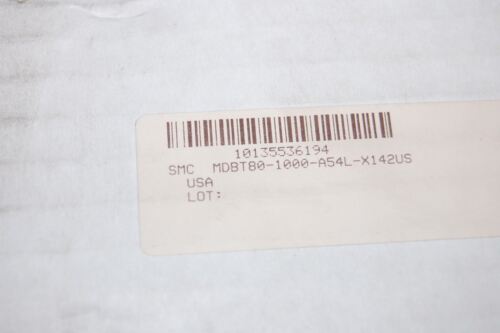 10135536194
SMC MDBT80-1000-A54L-X142US
USA
LOT: